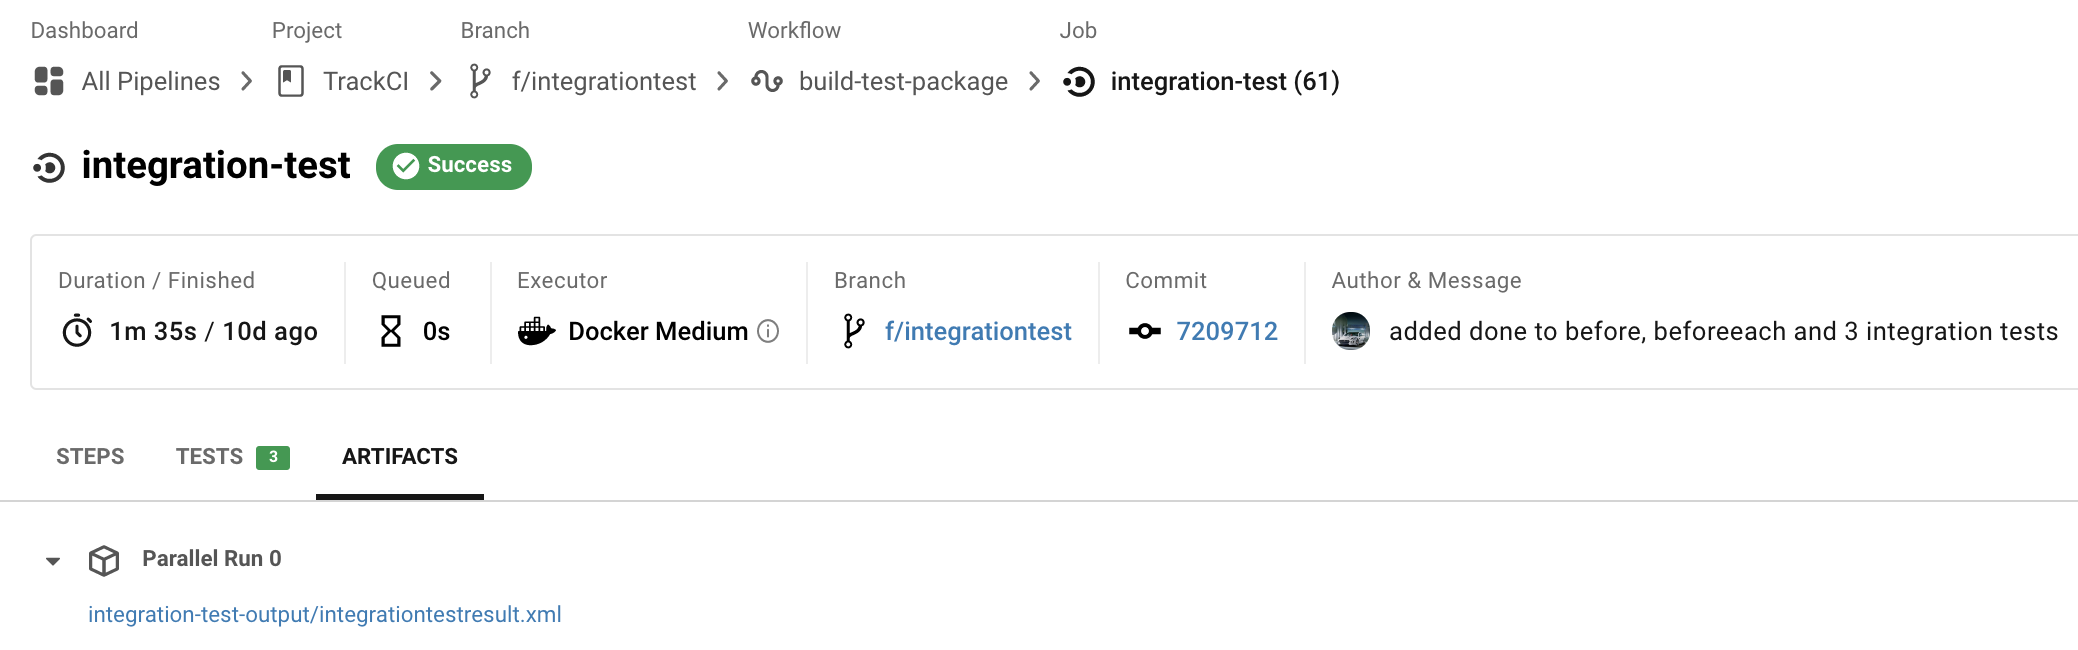 Dashboard Project Branch Workflow Job
All Pipelines TrackCI f/integrationtest build-test-package integration-test (61)
integration-test Success
Duration / Finished Queued Executor Branch Commit Author & Message
1m 35s / 10d ago 0s Docker Medium f/integrationtest 7209712 added done to before, beforeeach and 3 integration tests
STEPS TESTS 3 ARTIFACTS
Parallel Run 0
integration-test-output/integrationtestresult.xml